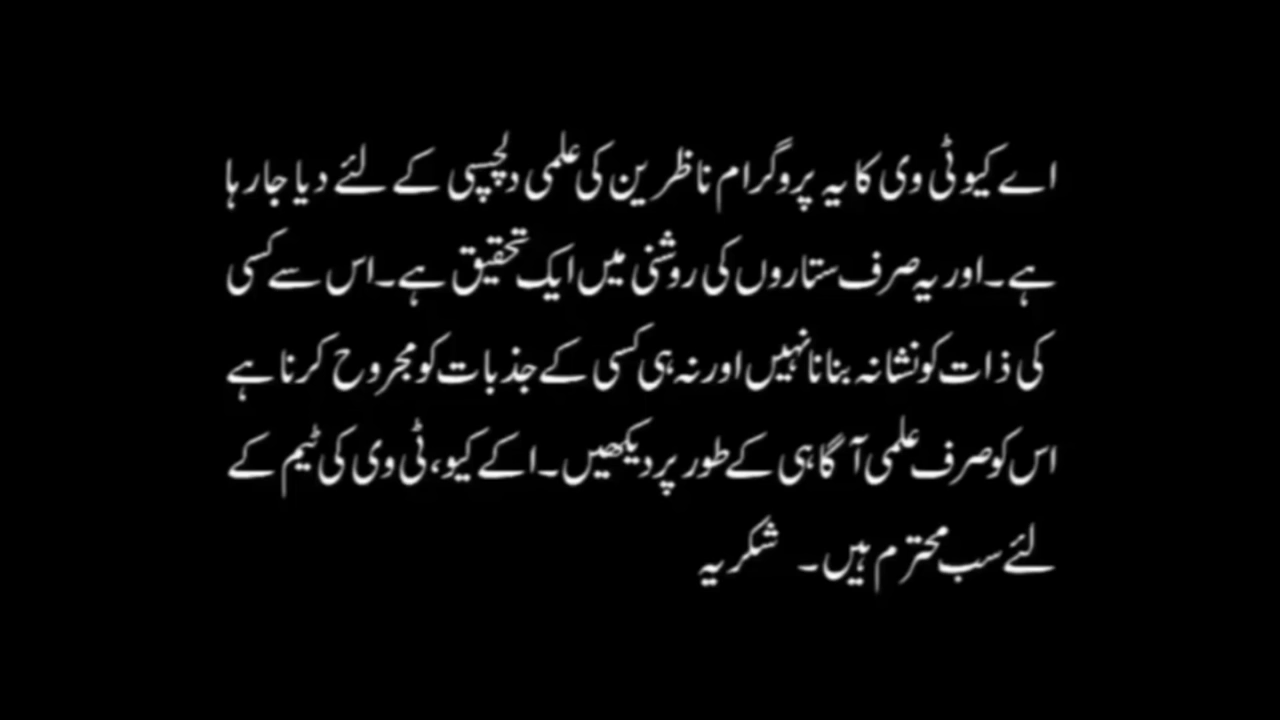 اے کیو ٹی وی کا یہ پروگرام ناظرین کی علمی دلچسپی کے لئے دیا جارہا
ہے۔ اور یہ صرف ستاروں کی روشنی میں ایک تحقیق ہے۔ اس سے کسی
کی ذات کو نشانہ بنانا نہیں اور نہ ہی کسی کے جذبات کو مجروح کرنا ہے
اس کو صرف علمی آگاہی کے طور پر دیکھیں۔ اکے کیو، ٹی وی کی ٹیم کے
لئے سب محترم ہیں۔ شکریہ